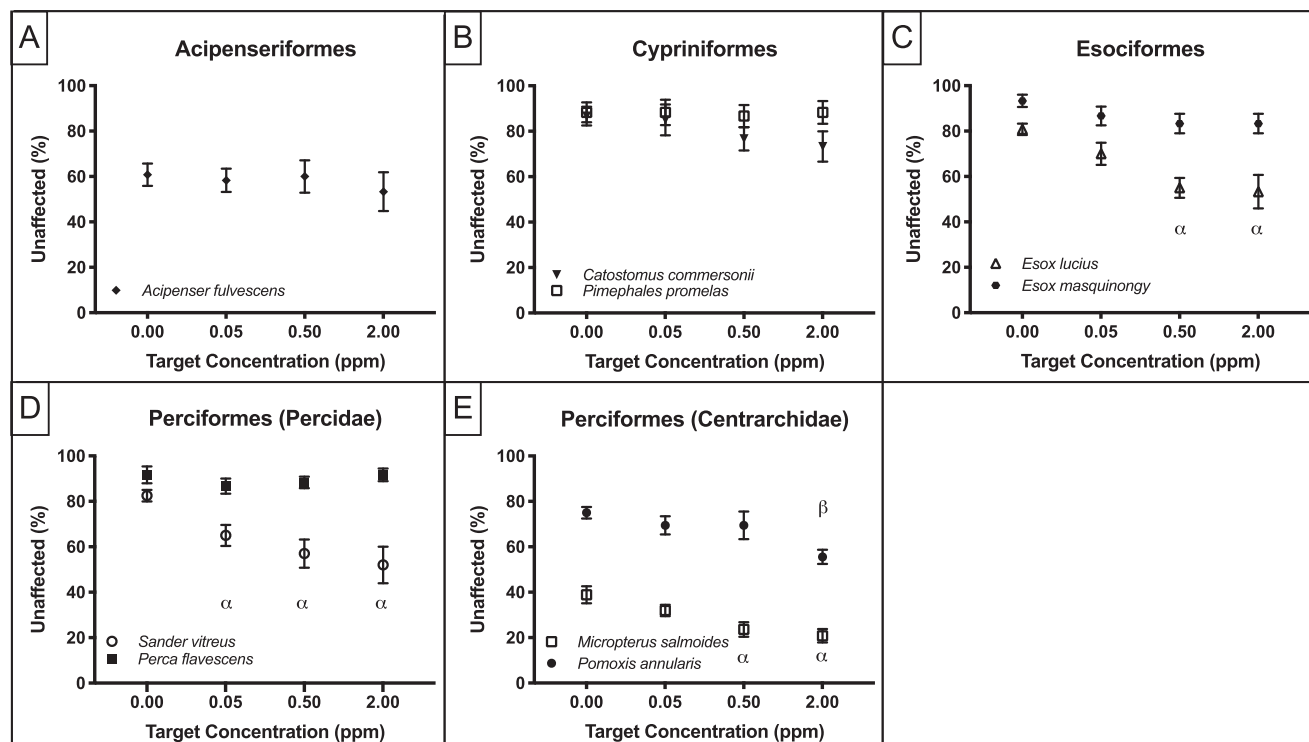 A
Acipenseriformes
Unaffected (%)
100
80
60
40
20
0
Acipenser fulvescens
0.00 0.05 0.50 2.00
Target Concentration (ppm)
B
Cypriniformes
Unaffected (%)
100
80
60
40
20
0
Catostomus commersonii
Pimephales promelas
0.00 0.05 0.50 2.00
Target Concentration (ppm)
C
Esociformes
Unaffected (%)
100
80
60
40
20
0
α α
Esox lucius
Esox masquinongy
0.00 0.05 0.50 2.00
Target Concentration (ppm)
D
Perciformes (Percidae)
Unaffected (%)
100
80
60
40
20
0
α α α
Sander vitreus
Perca flavescens
0.00 0.05 0.50 2.00
Target Concentration (ppm)
E
Perciformes (Centrarchidae)
Unaffected (%)
100
80
60
40
20
0
β
Micropterus salmoides
α α
Pomoxis annularis
0.00 0.05 0.50 2.00
Target Concentration (ppm)